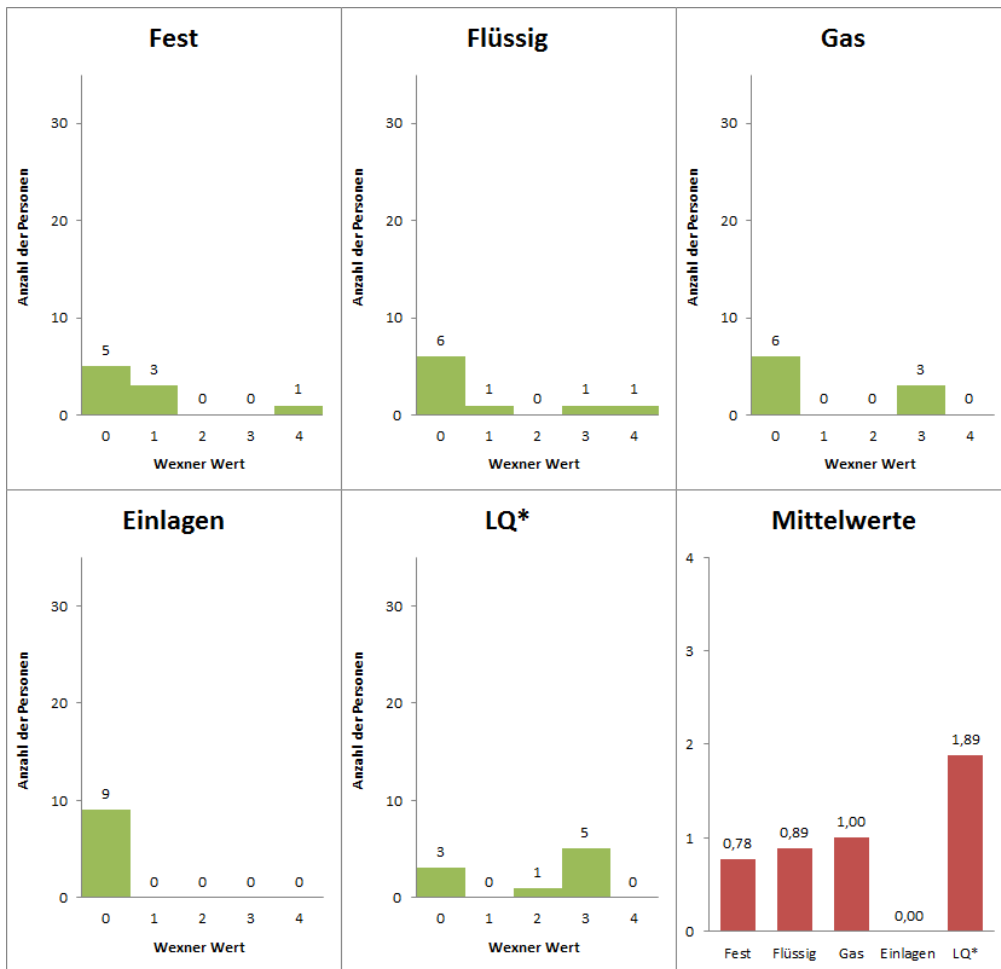 Fest
Anzahl der Personen
30
20
10
0
5
3
0
0
1
0 1 2 3 4
Wexner Wert
Flüssig
Anzahl der Personen
30
20
10
0
6
1
0
1
1
0 1 2 3 4
Wexner Wert
Gas
Anzahl der Personen
30
20
10
0
6
0
0
3
0
0 1 2 3 4
Wexner Wert
Einlagen
Anzahl der Personen
30
20
10
0
9
0
0
0
0
0 1 2 3 4
Wexner Wert
LQ*
Anzahl der Personen
30
20
10
0
3
0
1
5
0
0 1 2 3 4
Wexner Wert
Mittelwerte
4
3
2
1
0
0,78
0,89
1,00
0,00
1,89
Fest Flüssig Gas Einlagen LQ*